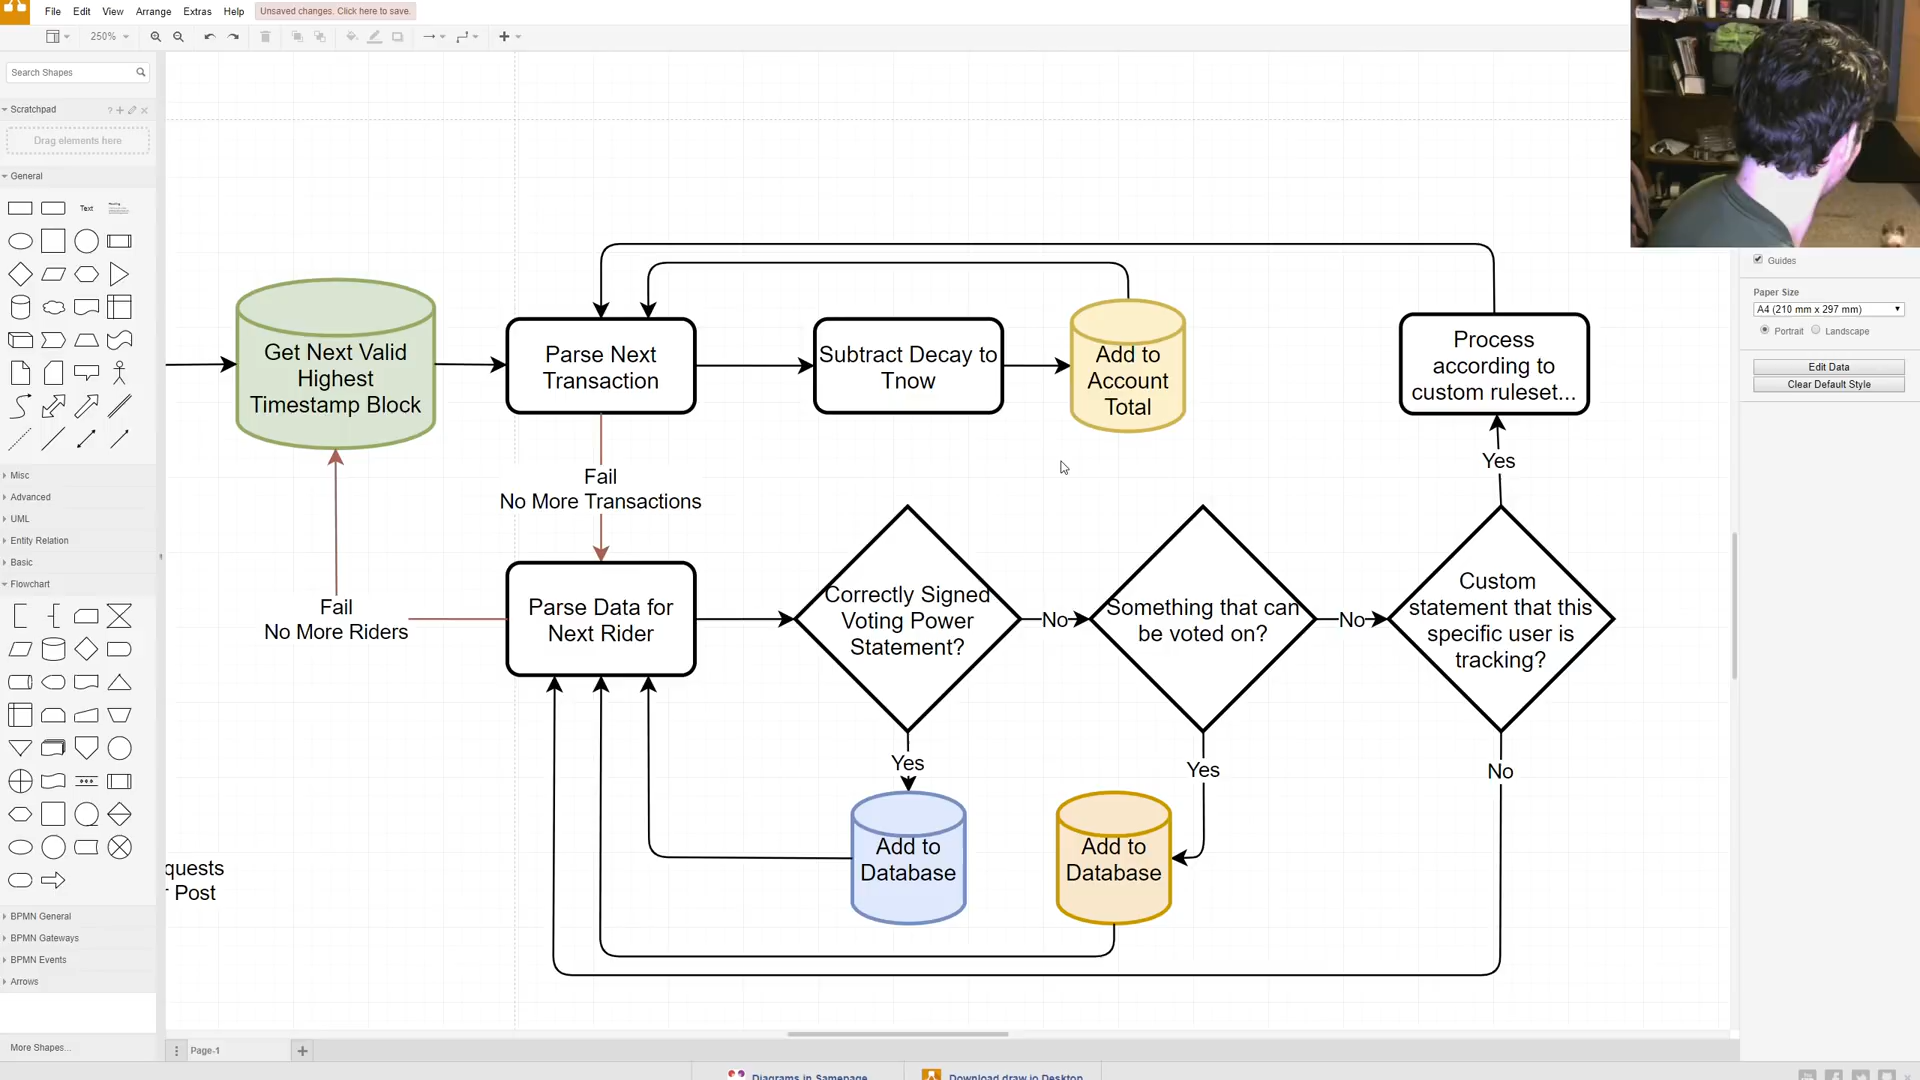 File Edit View Arrange Extras Help Unsaved changes. Click here to save.
250%
Search Shapes
Scratchpad
Drag elements here
General
Text
Misc
Advanced
UML
Entity Relation
Basic
Flowchart
BPMN General
BPMN Gateways
BPMN Events
Arrows
More Shapes...
Get Next Valid
Highest
Timestamp Block
Parse Next
Transaction
Subtract Decay to
Tnow
Add to
Account
Total
Process
according to
custom ruleset...
Yes
Fail
No More Transactions
Fail
No More Riders
Parse Data for
Next Rider
Correctly Signed
Voting Power
Statement?
No
Something that can
be voted on?
No
Custom
statement that this
specific user is
tracking?
Yes
Yes
No
Add to
Database
Add to
Database
quests
Post
Guides
Paper Size
A4 (210 mm x 297 mm)
Portrait Landscape
Edit Data
Clear Default Style
Page-1
Diagrams in Samepage
Download draw.io Desktop